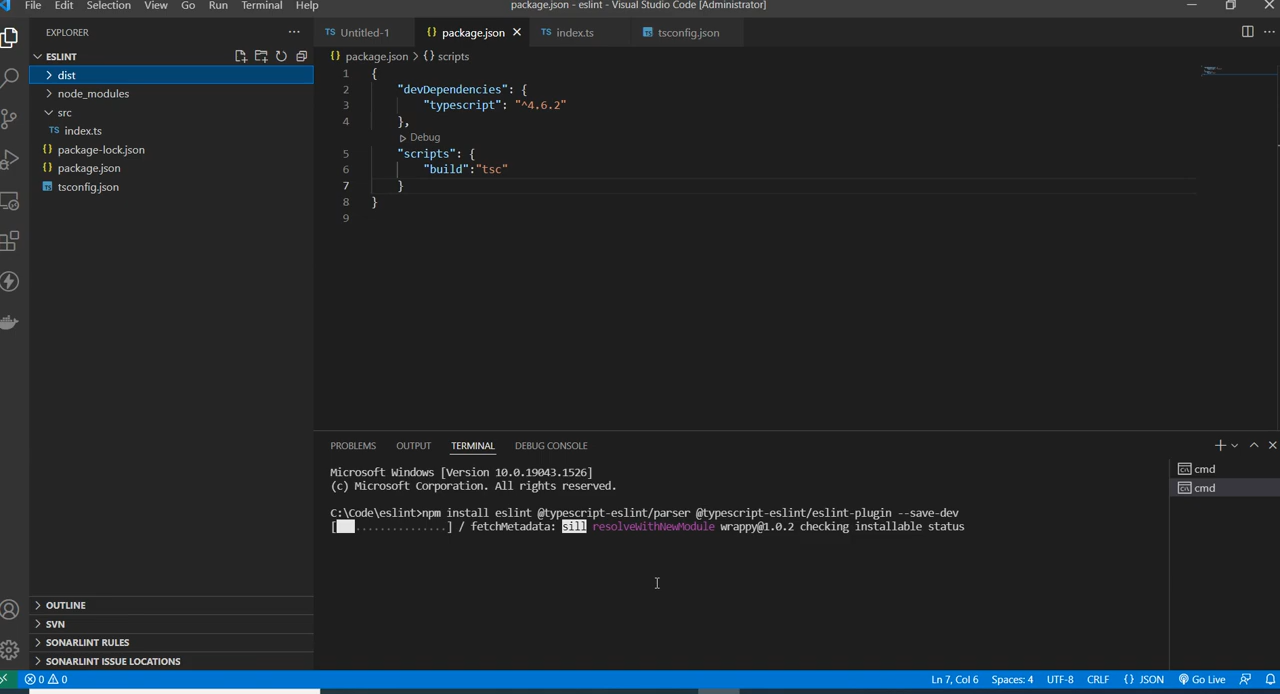 File Edit Selection View Go Run Terminal Help
package.json - eslint - Visual Studio Code [Administrator]
EXPLORER
ESLINT
dist
node_modules
src
TS index.ts
{} package-lock.json
{} package.json
tsconfig.json
OUTLINE
SVN
SONARLINT RULES
SONARLINT ISSUE LOCATIONS
TS Untitled-1
{} package.json
TS index.ts
tsconfig.json
{} package.json > {} scripts
1 {
2 "devDependencies": {
3 "typescript": "^4.6.2"
4 },
Debug
5 "scripts": {
6 "build":"tsc"
7 }
8 }
9
PROBLEMS OUTPUT TERMINAL DEBUG CONSOLE
Microsoft Windows [Version 10.0.19043.1526]
(c) Microsoft Corporation. All rights reserved.
C:\Code\eslint>npm install eslint @typescript-eslint/parser @typescript-eslint/eslint-plugin --save-dev
[ ...............] / fetchMetadata: sill resolveWithNewModule wrappy@1.0.2 checking installable status
cmd
cmd
0 0
Ln 7, Col 6 Spaces: 4 UTF-8 CRLF {} JSON Go Live